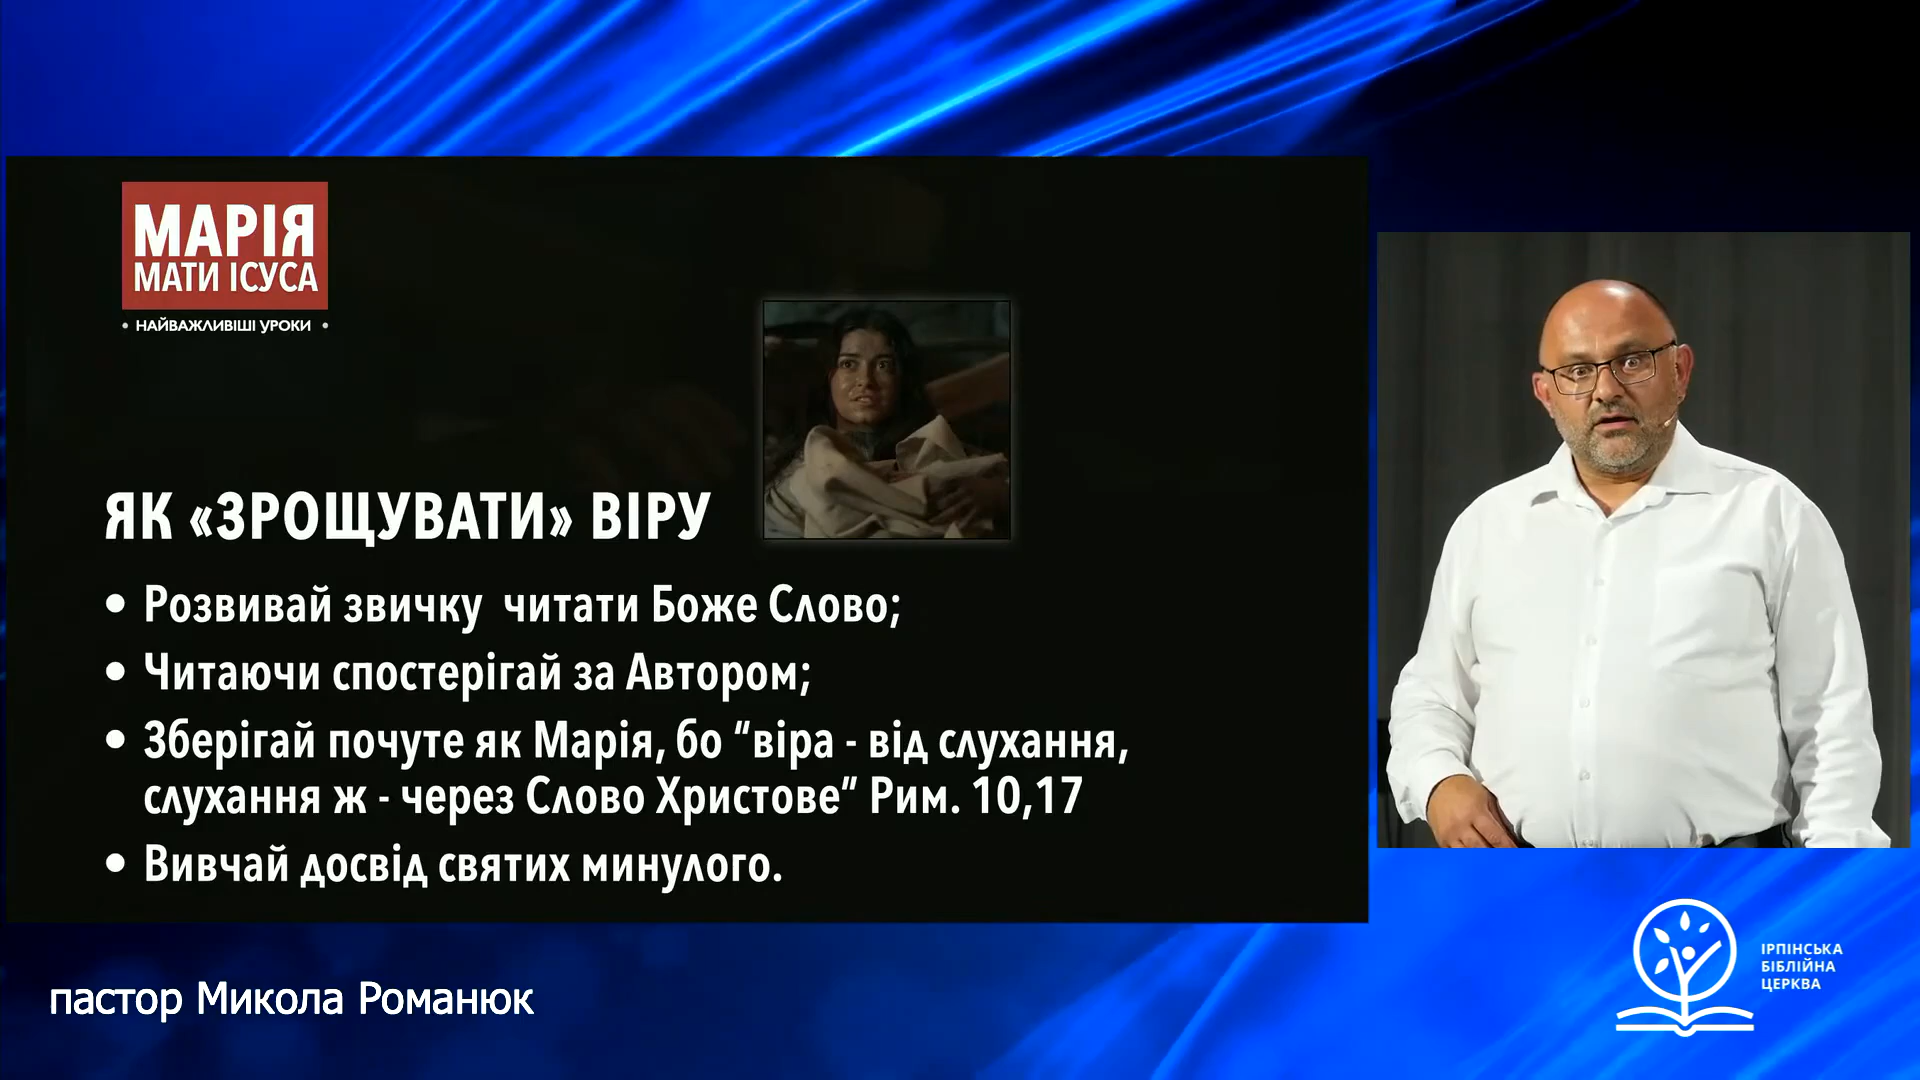 МАРІЯ
МАТИ ІСУСА
• НАЙВАЖЛИВІШІ УРОКИ •
ЯК «ЗРОЩУВАТИ» ВІРУ
• Розвивай звичку  читати Боже Слово;
• Читаючи спостерігай за Автором;
• Зберігай почуте як Марія, бо “віра - від слухання,
слухання ж - через Слово Христове” Рим. 10,17
• Вивчай досвід святих минулого.
пастор Микола Романюк
ІРПІНСЬКА
БІБЛІЙНА
ЦЕРКВА